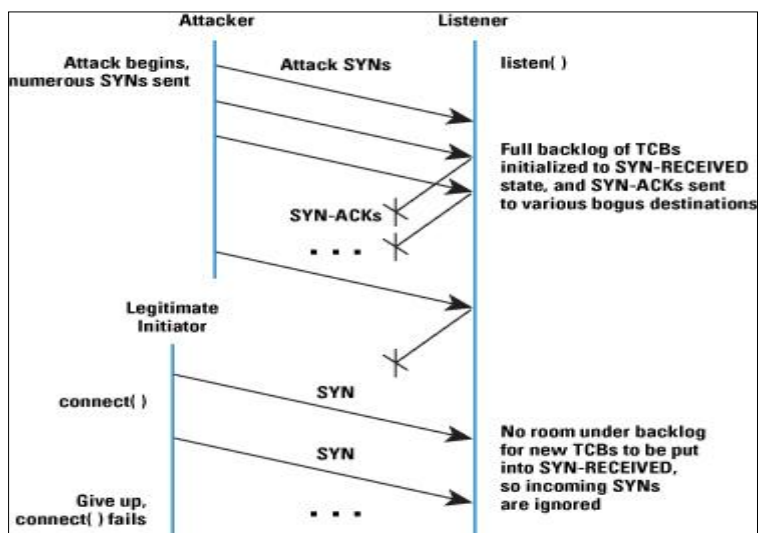 Attacker
Listener
Attack begins,
numerous SYNs sent
Attack SYNs
listen( )
Full backlog of TCBs
initialized to SYN-RECEIVED
state, and SYN-ACKs sent
to various bogus destinations
SYN-ACKs
. . .
Legitimate
Initiator
connect( )
SYN
SYN
No room under backlog
for new TCBs to be put
into SYN-RECEIVED,
so incoming SYNs
are ignored
Give up,
connect( ) fails
. . .